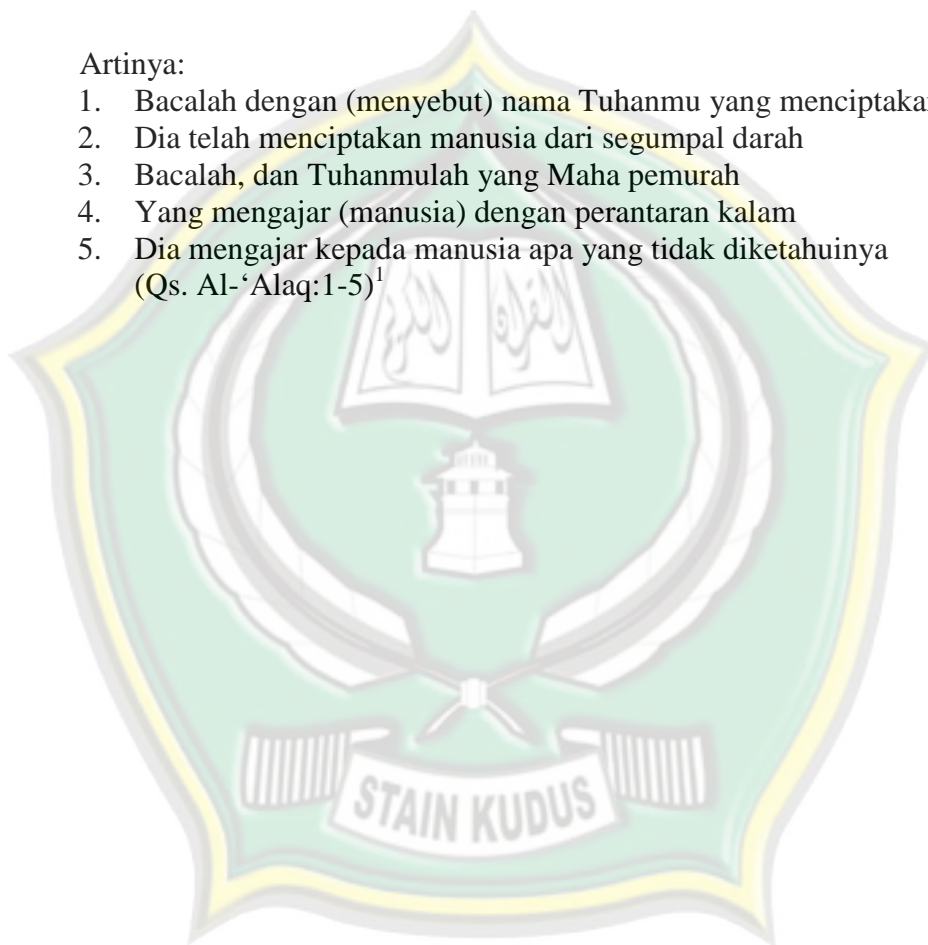 Artinya:
1. Bacalah dengan (menyebut) nama Tuhanmu yang menciptakan
2. Dia telah menciptakan manusia dari segumpal darah
3. Bacalah, dan Tuhanmulah yang Maha pemurah
4. Yang mengajar (manusia) dengan perantaran kalam
5. Dia mengajar kepada manusia apa yang tidak diketahuinya
(Qs. Al-‘Alaq:1-5)1
STAIN KUDUS